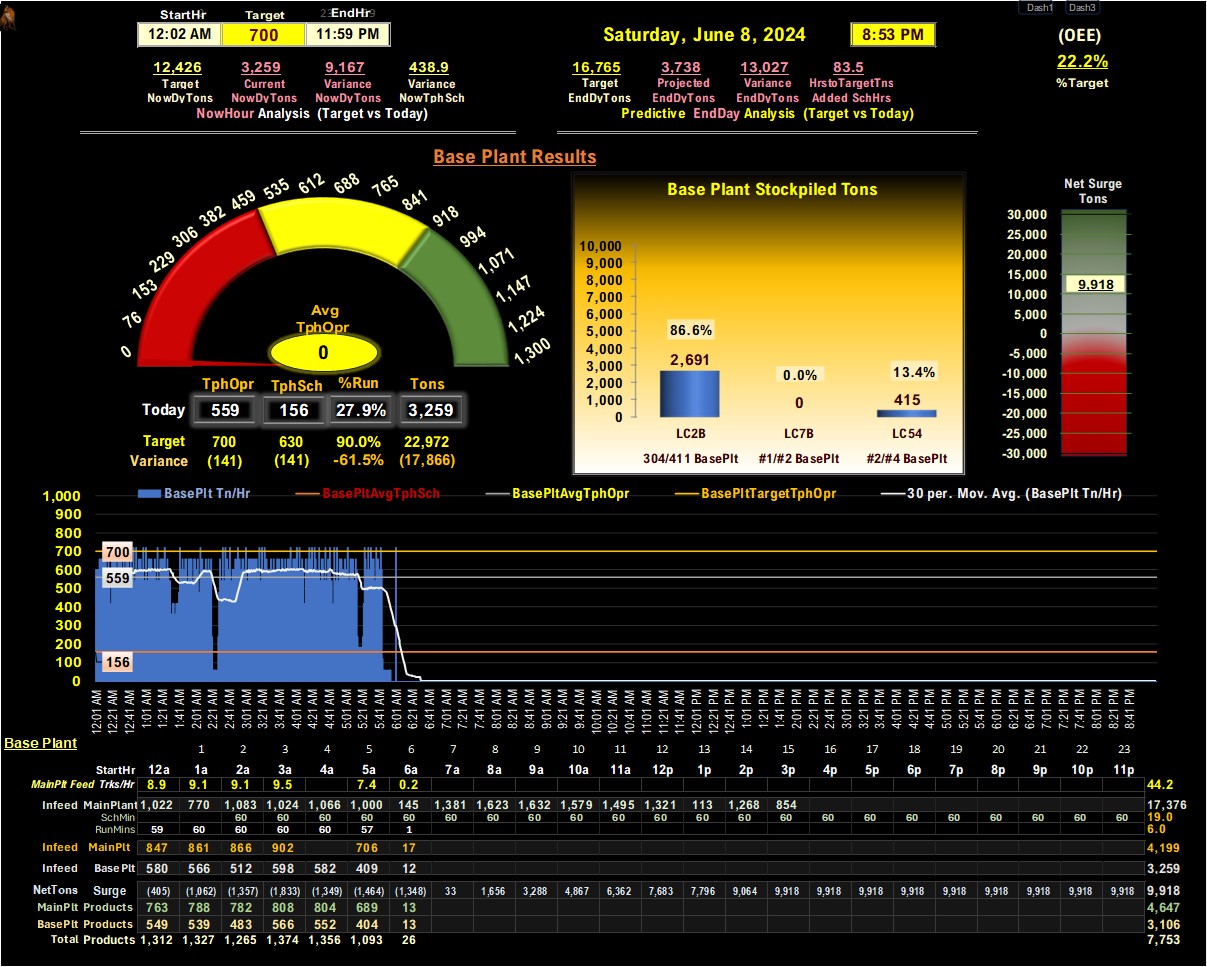 StartHr Target EndHr
12:02 AM 700 11:59 PM
Saturday, June 8, 2024 8:53 PM
Dash1 Dash3
(OEE)
22.2%
%Target
12,426 3,259 9,167 438.9
Target Current Variance Variance
NowDyTons NowDyTons NowDyTons NowTphSch
NowHour Analysis (Target vs Today)
16,765 3,738 13,027 83.5
Target Projected Variance HrstoTargetTns
EndDyTons EndDyTons EndDyTons Added SchHrs
Predictive EndDay Analysis (Target vs Today)
Base Plant Results
0 76 153 229 306 382 459 535 612 688 765 841 918 994 1,071 1,147 1,224 1,300
Avg
TphOpr
0
TphOpr TphSch %Run Tons
Today 559 156 27.9% 3,259
Target 700 630 90.0% 22,972
Variance (141) (141) -61.5% (17,866)
Base Plant Stockpiled Tons
10,000
9,000
8,000
7,000
6,000
5,000
4,000
3,000
2,000
1,000
0
86.6% 0.0% 13.4%
2,691 0 415
LC2B LC7B LC54
304/411 BasePlt #1/#2 BasePlt #2/#4 BasePlt
Net Surge
Tons
30,000
25,000
20,000
15,000
10,000
5,000
0
-5,000
-10,000
-15,000
-20,000
-25,000
-30,000
9,918
BasePlt Tn/Hr BasePltAvgTphSch BasePltAvgTphOpr BasePltTargetTphOpr 30 per. Mov. Avg. (BasePlt Tn/Hr)
1,000
900
800
700
600
500
400
300
200
100
0
700
559
156
12:01 AM 12:21 AM 12:41 AM 1:01 AM 1:21 AM 1:41 AM 2:01 AM 2:21 AM 2:41 AM 3:01 AM 3:21 AM 3:41 AM 4:01 AM 4:21 AM 4:41 AM 5:01 AM 5:21 AM 5:41 AM 6:01 AM 6:21 AM 6:41 AM 7:01 AM 7:21 AM 7:41 AM 8:01 AM 8:21 AM 8:41 AM 9:01 AM 9:21 AM 9:41 AM 10:01 AM 10:21 AM 10:41 AM 11:01 AM 11:21 AM 11:41 AM 12:01 PM 12:21 PM 12:41 PM 1:01 PM 1:21 PM 1:41 PM 2:01 PM 2:21 PM 2:41 PM 3:01 PM 3:21 PM 3:41 PM 4:01 PM 4:21 PM 4:41 PM 5:01 PM 5:21 PM 5:41 PM 6:01 PM 6:21 PM 6:41 PM 7:01 PM 7:21 PM 7:41 PM 8:01 PM 8:21 PM 8:41 PM
Base Plant
1 2 3 4 5 6 7 8 9 10 11 12 13 14 15 16 17 18 19 20 21 22 23
StartHr 12a 1a 2a 3a 4a 5a 6a 7a 8a 9a 10a 11a 12p 1p 2p 3p 4p 5p 6p 7p 8p 9p 10p 11p
MainPlt Feed Trks/Hr 8.9 9.1 9.1 9.5 7.4 0.2 44.2
Infeed MainPlant 1,022 770 1,083 1,024 1,066 1,000 145 1,381 1,623 1,632 1,579 1,495 1,321 113 1,268 854 17,376
SchMin 60 60 60 60 60 60 60 60 60 60 60 60 60 60 60 60 60 60 60 60 60 60 19.0
RunMins 59 60 60 60 60 57 1 6.0
Infeed MainPlt 847 861 866 902 706 17 4,199
Infeed Base Plt 580 566 512 598 582 409 12 3,259
NetTons Surge (405) (1,062) (1,357) (1,833) (1,349) (1,464) (1,348) 33 1,656 3,288 4,867 6,362 7,683 7,796 9,064 9,918 9,918 9,918 9,918 9,918 9,918 9,918 9,918 9,918 9,918
MainPlt Products 763 788 782 808 804 689 13 4,647
BasePlt Products 549 539 483 566 552 404 13 3,106
Total Products 1,312 1,327 1,265 1,374 1,356 1,093 26 7,753